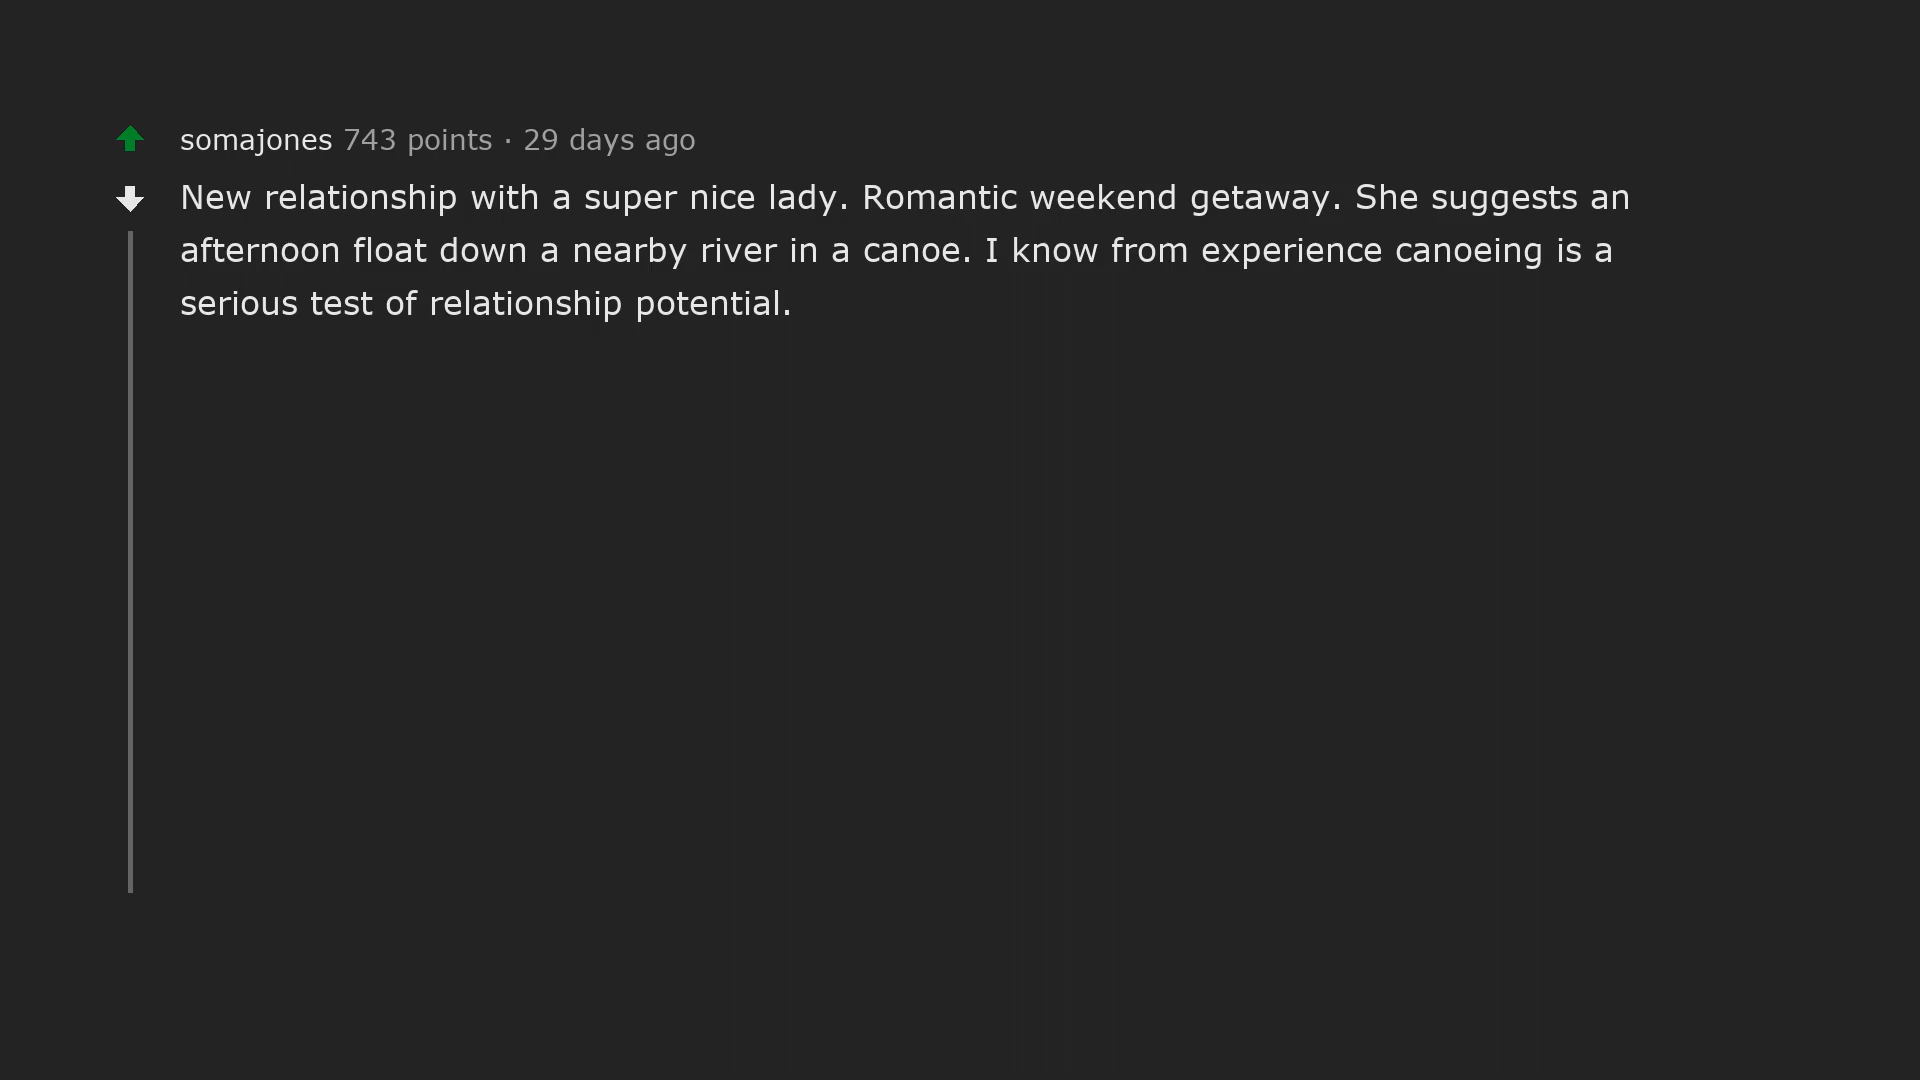 somajones 743 points · 29 days ago
New relationship with a super nice lady. Romantic weekend getaway. She suggests an
afternoon float down a nearby river in a canoe. I know from experience canoeing is a
serious test of relationship potential.